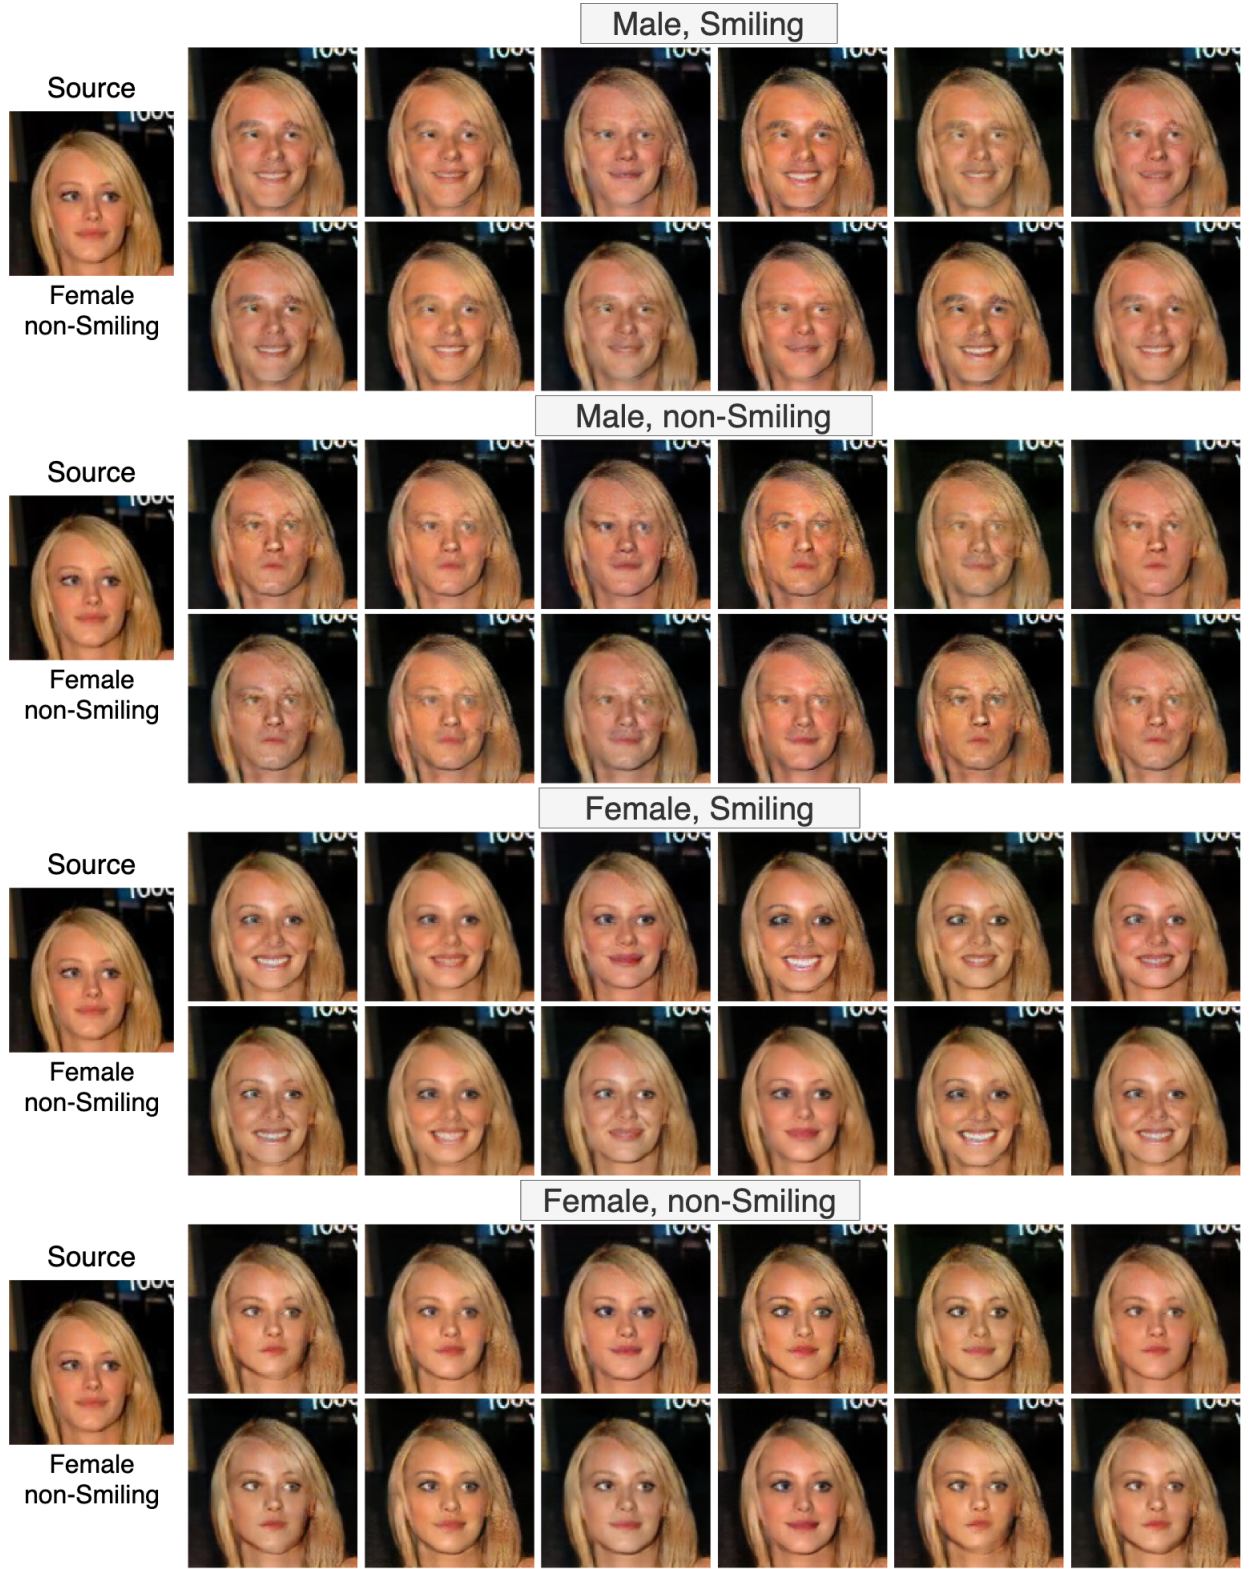 Male, Smiling
Source
Female
non-Smiling
Male, non-Smiling
Source
Female
non-Smiling
Female, Smiling
Source
Female
non-Smiling
Female, non-Smiling
Source
Female
non-Smiling